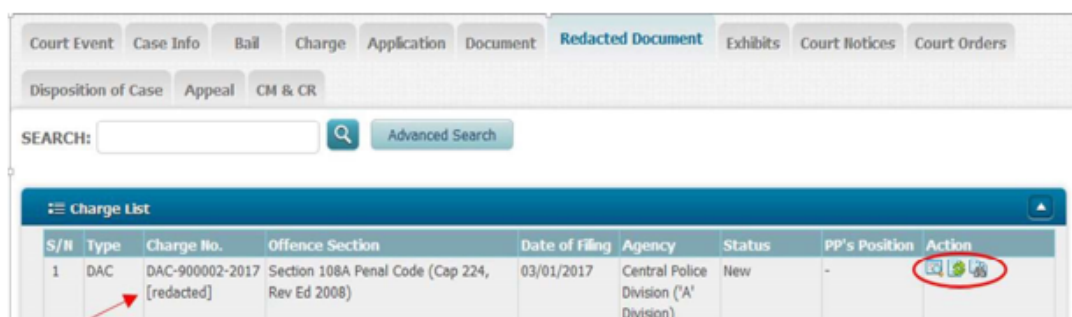 Court Event Case Info Bail Charge Application Document Redacted Document Exhibits Court Notices Court Orders
Disposition of Case Appeal CM & CR
SEARCH: Advanced Search
Charge List
S/N Type Charge No. Offence Section Date of Filing Agency Status PP's Position Action
1 DAC DAC-900002-2017 Section 108A Penal Code (Cap 224, 03/01/2017 Central Police New -
[redacted] Rev Ed 2008) Division ('A'
Division)